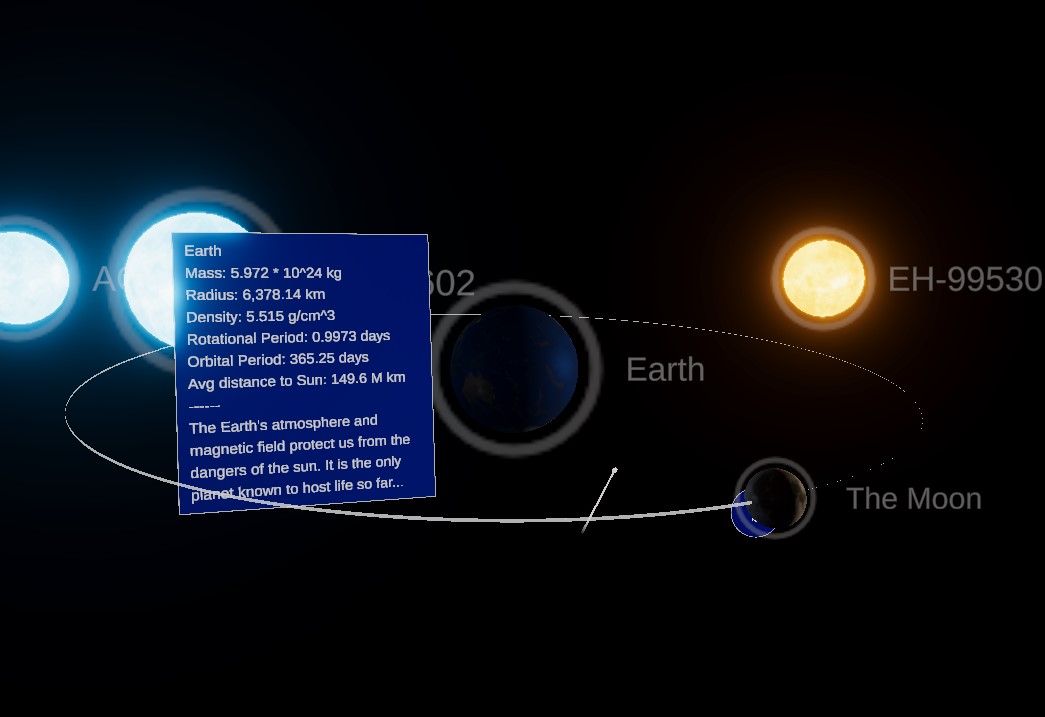 Earth
Mass: 5.972 * 10^24 kg
Radius: 6,378.14 km
Density: 5.515 g/cm^3
Rotational Period: 0.9973 days
Orbital Period: 365.25 days
Avg distance to Sun: 149.6 M km
------
The Earth's atmosphere and
magnetic field protect us from the
dangers of the sun. It is the only
planet known to host life so far...
Earth
EH-99530
The Moon